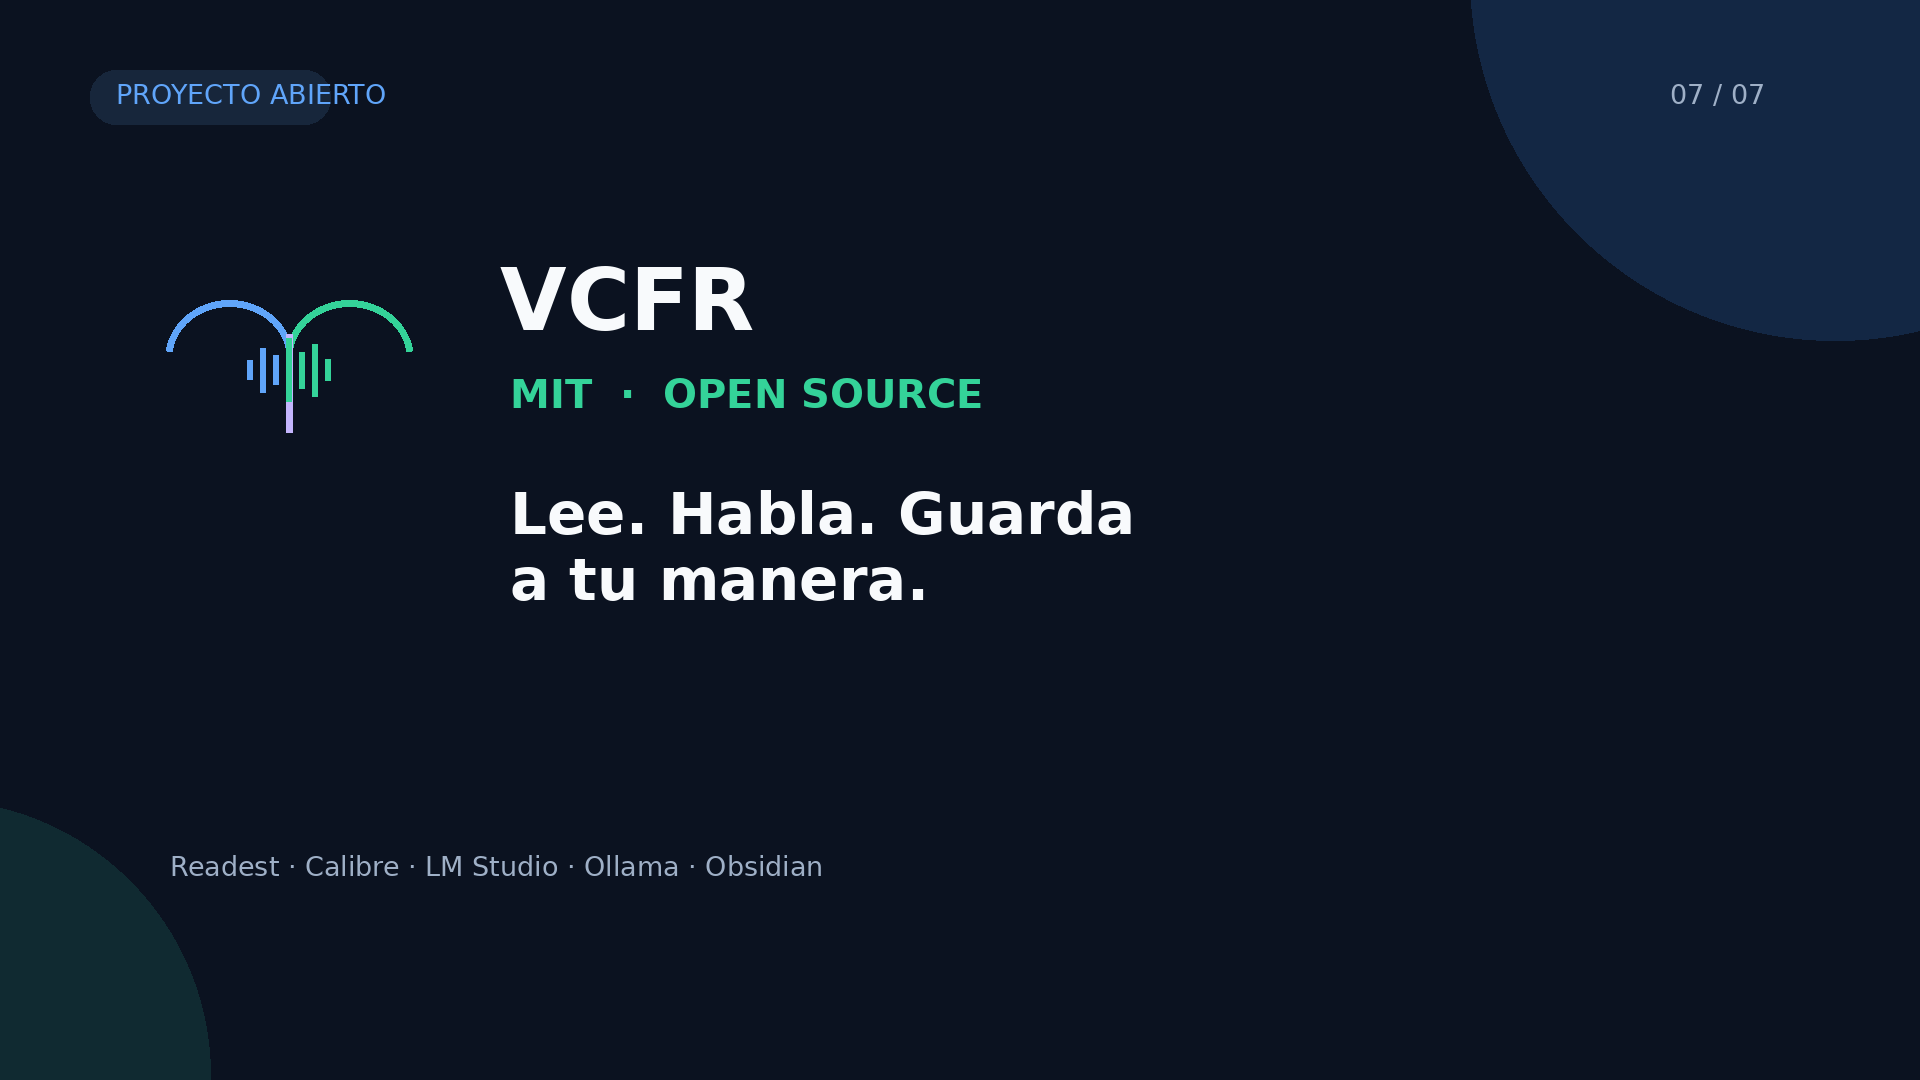 PROYECTO ABIERTO
07 / 07
VCFR
MIT · OPEN SOURCE
Lee. Habla. Guarda
a tu manera.
Readest · Calibre · LM Studio · Ollama · Obsidian